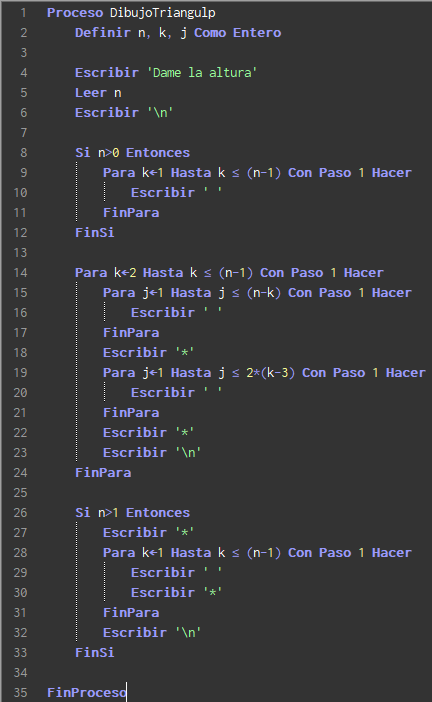 1 Proceso DibujoTriangulp
2 Definir n, k, j Como Entero
3
4 Escribir 'Dame la altura'
5 Leer n
6 Escribir '\n'
7
8 Si n>0 Entonces
9 Para k←1 Hasta k ≤ (n-1) Con Paso 1 Hacer
10 Escribir ' '
11 FinPara
12 FinSi
13
14 Para k←2 Hasta k ≤ (n-1) Con Paso 1 Hacer
15 Para j←1 Hasta j ≤ (n-k) Con Paso 1 Hacer
16 Escribir ' '
17 FinPara
18 Escribir '*'
19 Para j←1 Hasta j ≤ 2*(k-3) Con Paso 1 Hacer
20 Escribir ' '
21 FinPara
22 Escribir '*'
23 Escribir '\n'
24 FinPara
25
26 Si n>1 Entonces
27 Escribir '*'
28 Para k←1 Hasta k ≤ (n-1) Con Paso 1 Hacer
29 Escribir ' '
30 Escribir '*'
31 FinPara
32 Escribir '\n'
33 FinSi
34
35 FinProceso